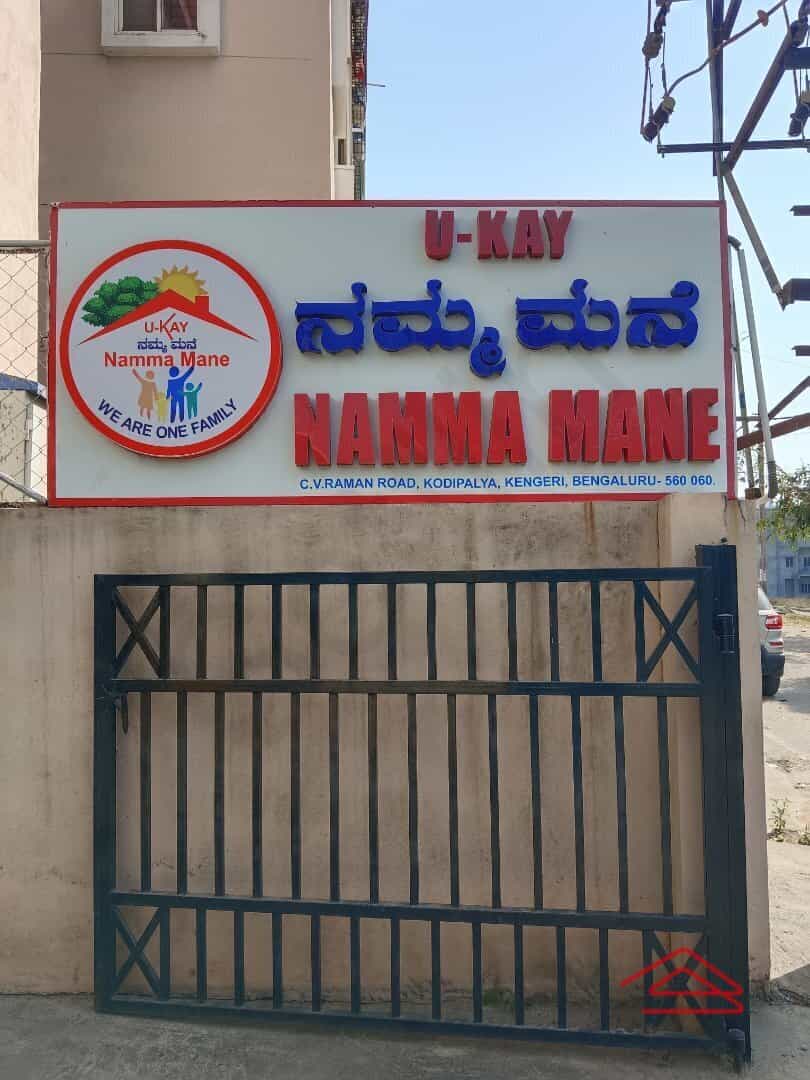 U-KAY
ನಮ್ಮ ಮನೆ
Namma Mane
WE ARE ONE FAMILY
U-KAY
ನಮ್ಮ ಮನೆ
NAMMA MANE
C.V.RAMAN ROAD, KODIPALYA, KENGERI, BENGALURU- 560 060.